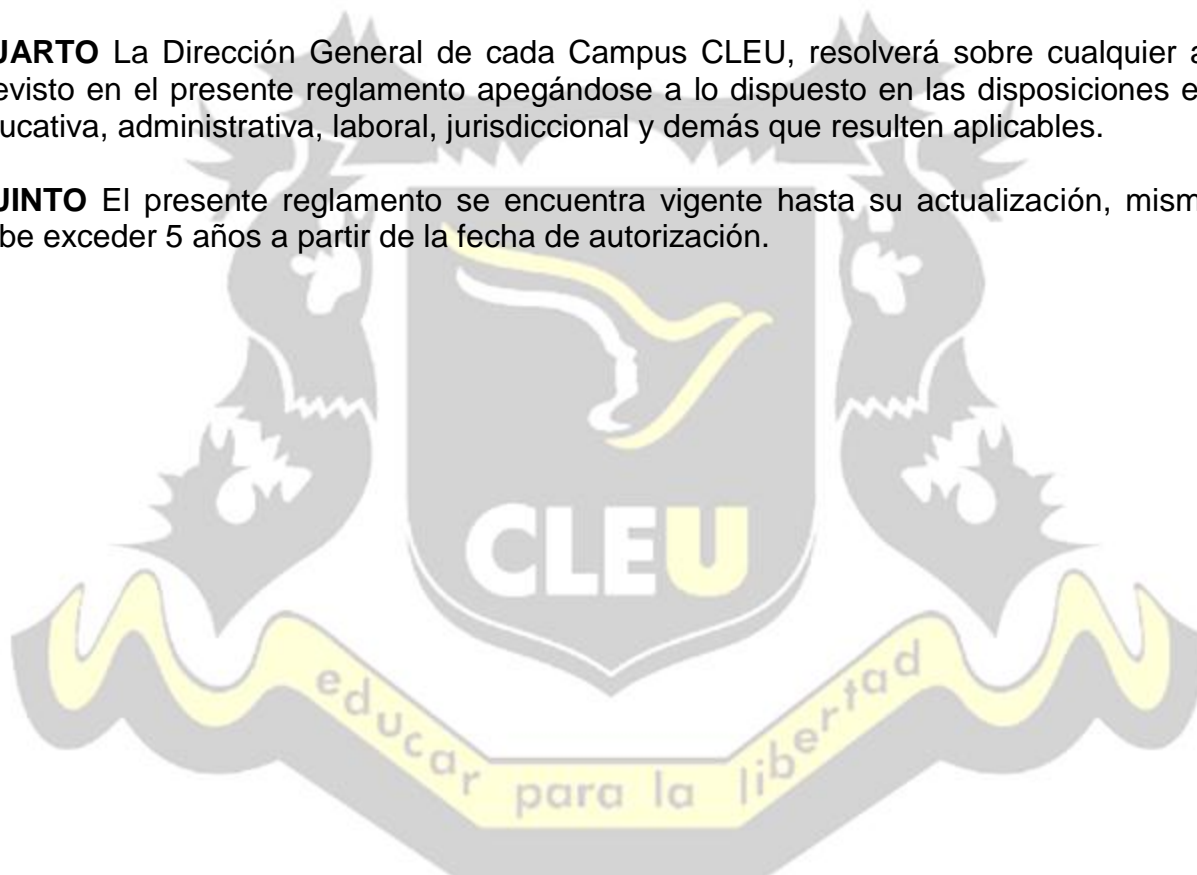 UARTO La Dirección General de cada Campus CLEU, resolverá sobre cualquier a
evisto en el presente reglamento apegándose a lo dispuesto en las disposiciones e
ucativa, administrativa, laboral, jurisdiccional y demás que resulten aplicables.
UINTO El presente reglamento se encuentra vigente hasta su actualización, mism
be exceder 5 años a partir de la fecha de autorización.
CLEU
educar para la libertad